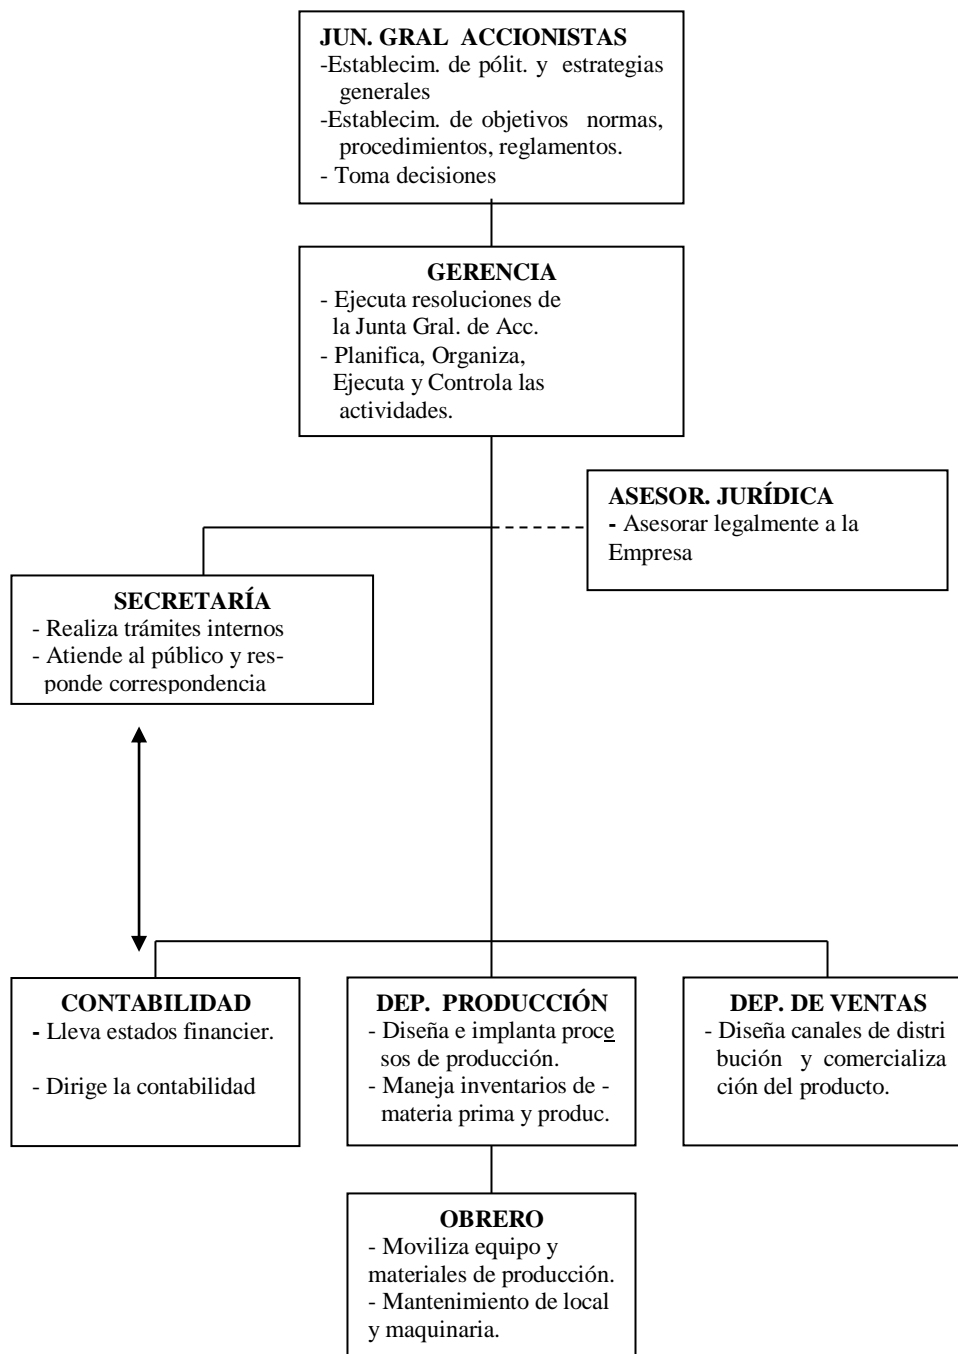 JUN. GRAL ACCIONISTAS
-Establecim. de pólit. y estrategias
generales
-Establecim. de objetivos normas,
procedimientos, reglamentos.
- Toma decisiones
GERENCIA
- Ejecuta resoluciones de
la Junta Gral. de Acc.
- Planifica, Organiza,
Ejecuta y Controla las
actividades.
ASESOR. JURÍDICA
- Asesorar legalmente a la
Empresa
SECRETARÍA
- Realiza trámites internos
- Atiende al público y res-
ponde correspondencia
CONTABILIDAD
- Lleva estados financier.
- Dirige la contabilidad
DEP. PRODUCCIÓN
- Diseña e implanta proce
sos de producción.
- Maneja inventarios de -
materia prima y produc.
DEP. DE VENTAS
- Diseña canales de distri
bución y comercializa
ción del producto.
OBRERO
- Moviliza equipo y
materiales de producción.
- Mantenimiento de local
y maquinaria.